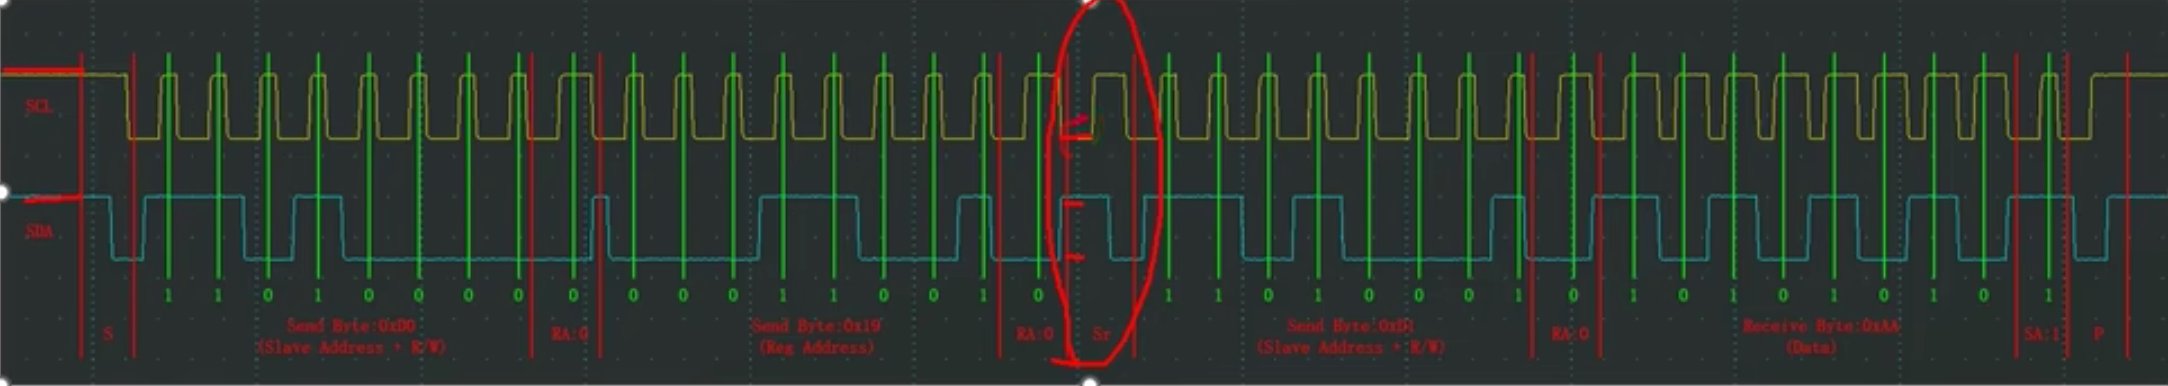 SCL
SDA
1 1 0 1 0 0 0 0 0 0 0 0 1 1 0 0 1 0 1 1 0 1 0 0 0 1 0 1 0 1 0 1 0 1 0 1
S
Send Byte:0xD0
(Slave Address + R/W)
RA:0
Send Byte:0x19
(Reg Address)
RA:0
Sr
Send Byte:0xD1
(Slave Address + R/W)
RA:0
Receive Byte:0xAA
(Data)
SA:1
P